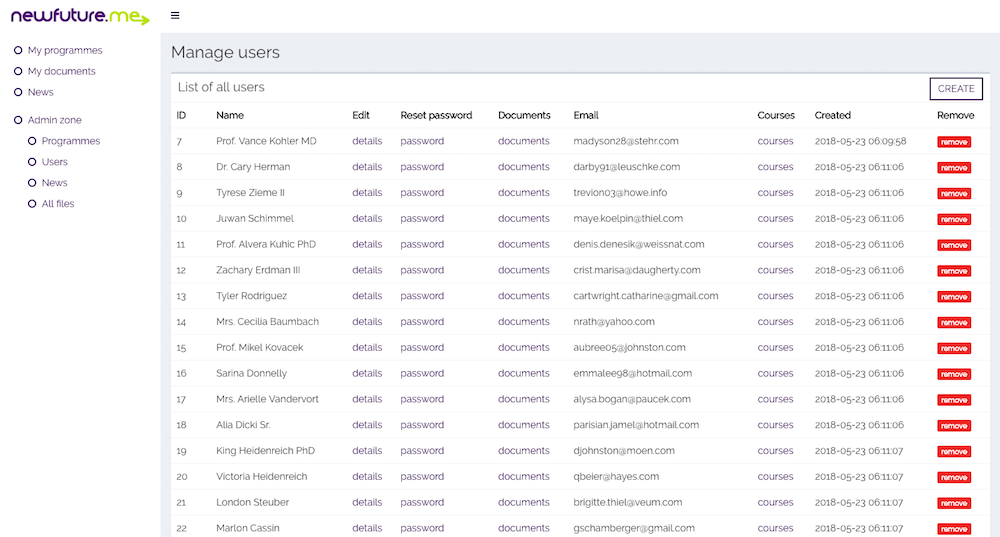 newfuture.me
My programmes
My documents
News
Admin zone
Programmes
Users
News
All files
Manage users
List of all users CREATE
ID Name Edit Reset password Documents Email Courses Created Remove
7 Prof. Vance Kohler MD details password documents madyson28@stehr.com courses 2018-05-23 06:09:58 remove
8 Dr. Cary Herman details password documents darby91@leuschke.com courses 2018-05-23 06:11:06 remove
9 Tyrese Zieme II details password documents trevion03@howe.info courses 2018-05-23 06:11:06 remove
10 Juwan Schimmel details password documents maye.koelpin@thiel.com courses 2018-05-23 06:11:06 remove
11 Prof. Alvera Kuhic PhD details password documents denis.denesik@weissnat.com courses 2018-05-23 06:11:06 remove
12 Zachary Erdman III details password documents crist.marisa@daugherty.com courses 2018-05-23 06:11:06 remove
13 Tyler Rodriguez details password documents cartwright.catharine@gmail.com courses 2018-05-23 06:11:06 remove
14 Mrs. Cecilia Baumbach details password documents nrath@yahoo.com courses 2018-05-23 06:11:06 remove
15 Prof. Mikel Kovacek details password documents aubree05@johnston.com courses 2018-05-23 06:11:06 remove
16 Sarina Donnelly details password documents emmalee98@hotmail.com courses 2018-05-23 06:11:06 remove
17 Mrs. Arielle Vandervort details password documents alysa.bogan@paucek.com courses 2018-05-23 06:11:06 remove
18 Alia Dicki Sr. details password documents parisian.jamel@hotmail.com courses 2018-05-23 06:11:06 remove
19 King Heidenreich PhD details password documents djohnston@moen.com courses 2018-05-23 06:11:07 remove
20 Victoria Heidenreich details password documents qbeier@hayes.com courses 2018-05-23 06:11:07 remove
21 London Steuber details password documents brigitte.thiel@veum.com courses 2018-05-23 06:11:07 remove
22 Marlon Cassin details password documents gschamberger@gmail.com courses 2018-05-23 06:11:07 remove